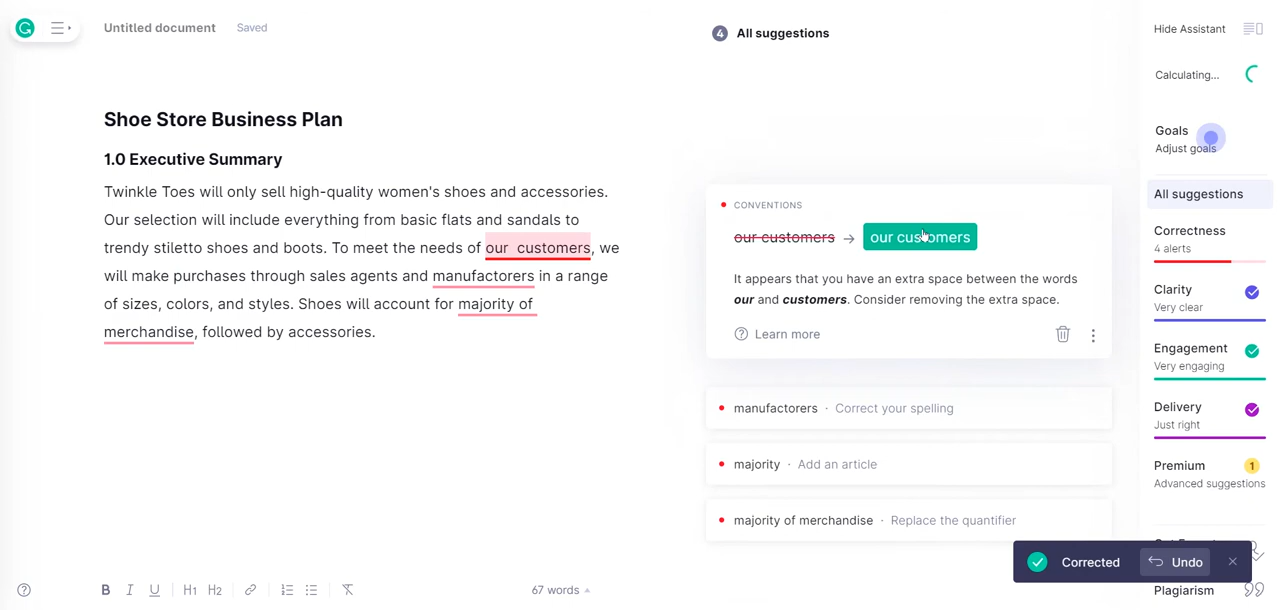 Untitled document Saved
4 All suggestions
Hide Assistant
Calculating...
Shoe Store Business Plan
1.0 Executive Summary
Twinkle Toes will only sell high-quality women's shoes and accessories.
Our selection will include everything from basic flats and sandals to
trendy stiletto shoes and boots. To meet the needs of our  customers, we
will make purchases through sales agents and manufactorers in a range
of sizes, colors, and styles. Shoes will account for majority of
merchandise, followed by accessories.
CONVENTIONS
our customers → our customers
It appears that you have an extra space between the words
our and customers. Consider removing the extra space.
Learn more
manufactorers · Correct your spelling
majority · Add an article
majority of merchandise · Replace the quantifier
Goals
Adjust goals
All suggestions
Correctness
4 alerts
Clarity
Very clear
Engagement
Very engaging
Delivery
Just right
Premium 1
Advanced suggestions
Corrected Undo
Plagiarism
B I U H1 H2
67 words